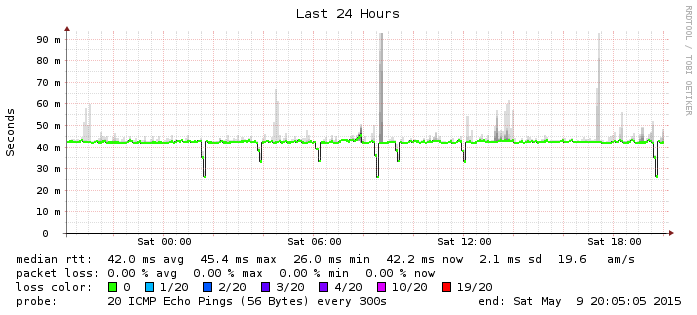 Last 24 Hours
RRDTOOL / TOBI OETIKER
Seconds
90 m
80 m
70 m
60 m
50 m
40 m
30 m
20 m
10 m
0
Sat 00:00 Sat 06:00 Sat 12:00 Sat 18:00
median rtt: 42.0 ms avg 45.4 ms max 26.0 ms min 42.2 ms now 2.1 ms sd 19.6 am/s
packet loss: 0.00 % avg 0.00 % max 0.00 % min 0.00 % now
loss color: 0 1/20 2/20 3/20 4/20 10/20 19/20
probe: 20 ICMP Echo Pings (56 Bytes) every 300s end: Sat May 9 20:05:05 2015